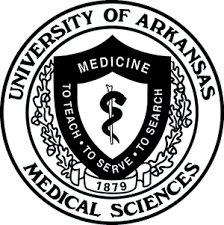 UNIVERSITY OF ARKANSAS
MEDICINE
TO TEACH · TO SERVE · TO SEARCH
1879
MEDICAL SCIENCES